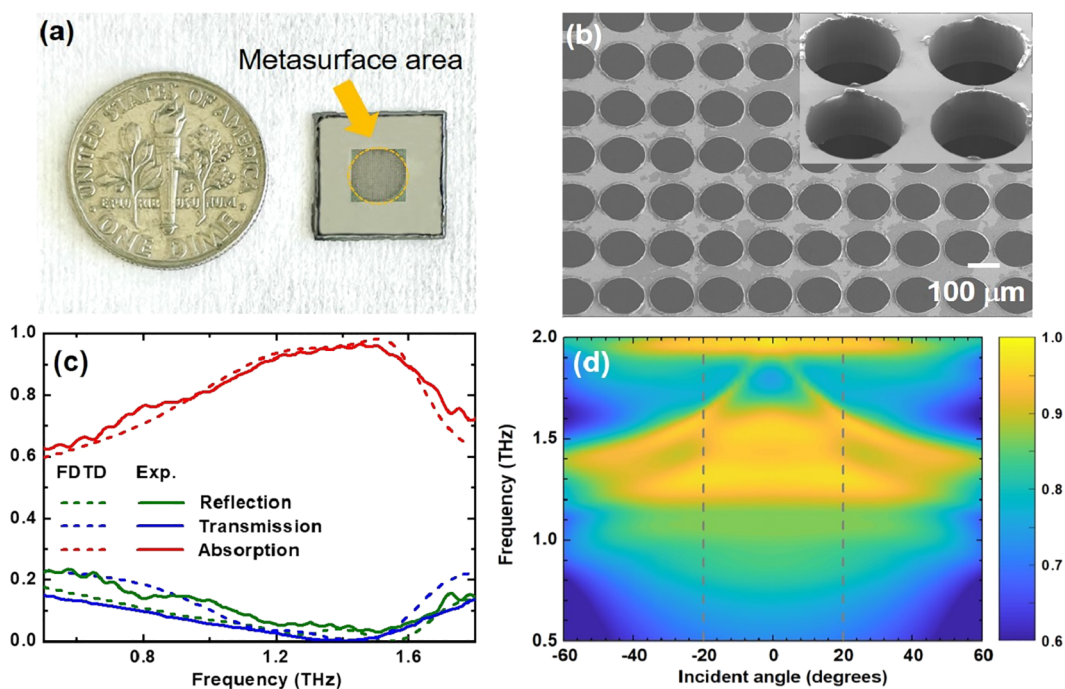 (a)
Metasurface area
UNITED STATES OF AMERICA
ONE DIME
(b)
100 μm
(c)
1.0
0.8
0.6
0.4
0.2
0.0
0.8
1.2
1.6
Frequency (THz)
FDTD Exp.
Reflection
Transmission
Absorption
(d)
Frequency (THz)
2.0
1.5
1.0
0.5
-60 -40 -20 0 20 40 60
Incident angle (degrees)
1.0
0.9
0.8
0.7
0.6